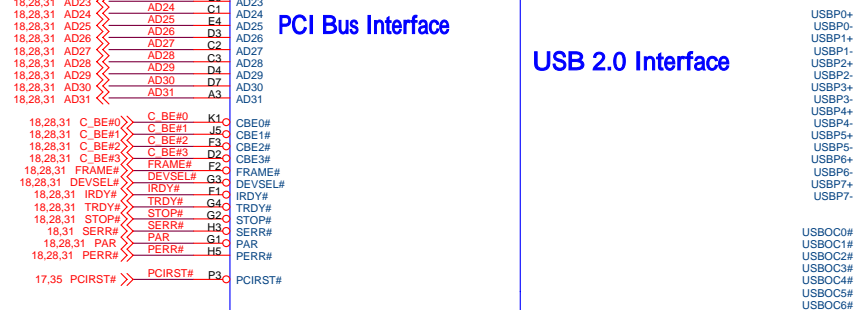 18,28,31 AD23 AD23
18,28,31 AD24 AD24 C1 AD24
18,28,31 AD25 AD25 E4 AD25
18,28,31 AD26 AD26 D3 AD26
18,28,31 AD27 AD27 C2 AD27
18,28,31 AD28 AD28 C3 AD28
18,28,31 AD29 AD29 D4 AD29
18,28,31 AD30 AD30 D7 AD30
18,28,31 AD31 AD31 A3 AD31
18,28,31 C_BE#0 C_BE#0 K1 CBE0#
18,28,31 C_BE#1 C_BE#1 J5 CBE1#
18,28,31 C_BE#2 C_BE#2 F3 CBE2#
18,28,31 C_BE#3 C_BE#3 D2 CBE3#
18,28,31 FRAME# FRAME# F2 FRAME#
18,28,31 DEVSEL# DEVSEL# G3 DEVSEL#
18,28,31 IRDY# IRDY# F1 IRDY#
18,28,31 TRDY# TRDY# G4 TRDY#
18,28,31 STOP# STOP# G2 STOP#
18,31 SERR# SERR# H3 SERR#
18,28,31 PAR PAR G1 PAR
18,28,31 PERR# PERR# H5 PERR#
17,35 PCIRST# PCIRST# P3 PCIRST#
PCI Bus Interface
USB 2.0 Interface
USBP0+
USBP0-
USBP1+
USBP1-
USBP2+
USBP2-
USBP3+
USBP3-
USBP4+
USBP4-
USBP5+
USBP5-
USBP6+
USBP6-
USBP7+
USBP7-
USBOC0#
USBOC1#
USBOC2#
USBOC3#
USBOC4#
USBOC5#
USBOC6#